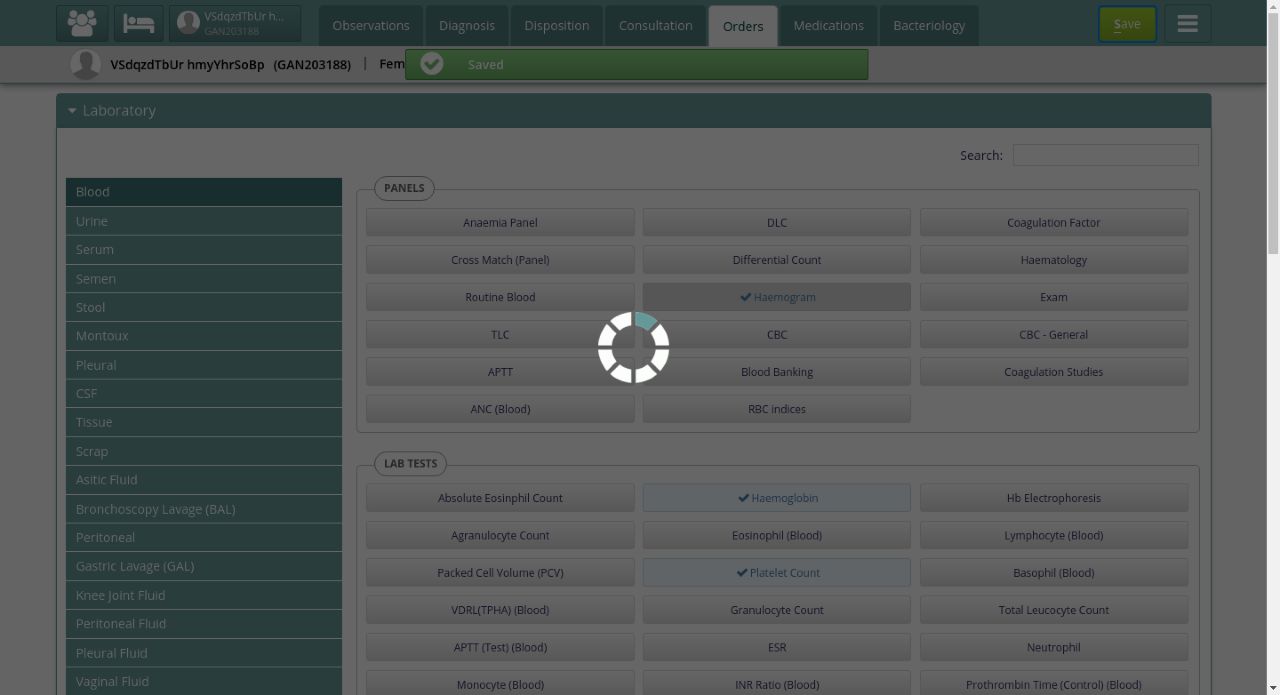 VSdqzdTbUr h...
GAN203188
Observations
Diagnosis
Disposition
Consultation
Orders
Medications
Bacteriology
Save
VSdqzdTbUr hmyYhrSoBp (GAN203188) | Fem
Saved
Laboratory
Search:
Blood
Urine
Serum
Semen
Stool
Montoux
Pleural
CSF
Tissue
Scrap
Asitic Fluid
Bronchoscopy Lavage (BAL)
Peritoneal
Gastric Lavage (GAL)
Knee Joint Fluid
Peritoneal Fluid
Pleural Fluid
Vaginal Fluid
PANELS
Anaemia Panel
DLC
Coagulation Factor
Cross Match (Panel)
Differential Count
Haematology
Routine Blood
Haemogram
Exam
TLC
CBC
CBC - General
APTT
Blood Banking
Coagulation Studies
ANC (Blood)
RBC indices
LAB TESTS
Absolute Eosinphil Count
Haemoglobin
Hb Electrophoresis
Agranulocyte Count
Eosinophil (Blood)
Lymphocyte (Blood)
Packed Cell Volume (PCV)
Platelet Count
Basophil (Blood)
VDRL(TPHA) (Blood)
Granulocyte Count
Total Leucocyte Count
APTT (Test) (Blood)
ESR
Neutrophil
Monocyte (Blood)
INR Ratio (Blood)
Prothrombin Time (Control) (Blood)